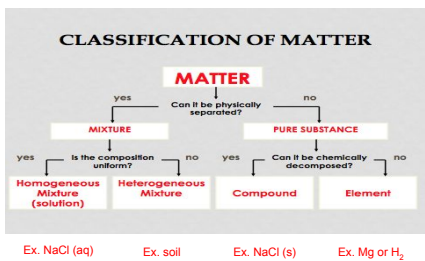 CLASSIFICATION OF MATTER
MATTER
yes
no
Can it be physically
separated?
MIXTURE
PURE SUBSTANCE
yes
Is the composition
uniform?
no
yes
Can it be chemically
decomposed?
no
Homogeneous
Mixture
(solution)
Heterogeneous
Mixture
Compound
Element
Ex. NaCl (aq)
Ex. soil
Ex. NaCl (s)
Ex. Mg or H₂